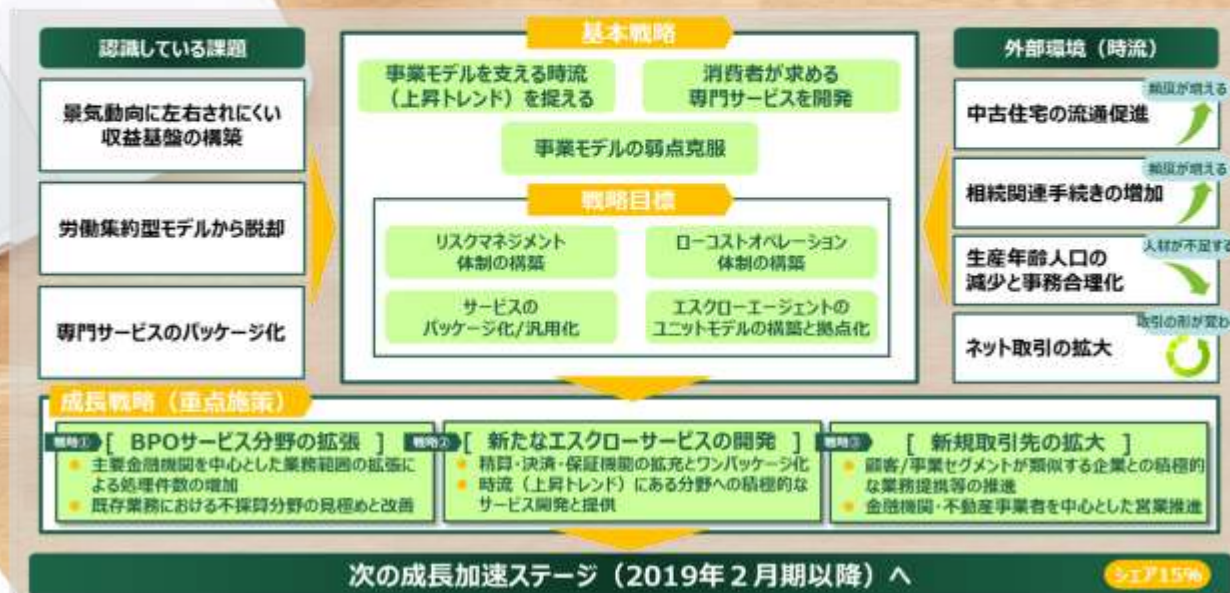 認識している課題
景気動向に左右されにくい
収益基盤の構築
労働集約型モデルから脱却
専門サービスのパッケージ化
基本戦略
事業モデルを支える時流
（上昇トレンド）を捉える
消費者が求める
専門サービスを開発
事業モデルの弱点克服
戦略目標
リスクマネジメント
体制の構築
ローコストオペレーション
体制の構築
サービスの
パッケージ化/汎用化
エスクローエージェントの
ユニットモデルの構築と拠点化
外部環境（時流）
頻度が増える
中古住宅の流通促進
頻度が増える
相続関連手続きの増加
人材が不足する
生産年齢人口の
減少と事務合理化
取引の形が変わ
ネット取引の拡大
成長戦略（重点施策）
戦略① [ BPOサービス分野の拡張 ]
● 主要金融機関を中心とした業務範囲の拡張に
よる処理件数の増加
● 既存業務における不採算分野の見極めと改善
戦略② [ 新たなエスクローサービスの開発 ]
● 精算・決済・保証機能の拡充とワンパッケージ化
● 時流（上昇トレンド）にある分野への積極的な
サービス開発と提供
戦略③ [ 新規取引先の拡大 ]
● 顧客/事業セグメントが類似する企業との積極的
な業務提携等の推進
● 金融機関・不動産事業者を中心とした営業推進
次の成長加速ステージ（2019年２月期以降）へ
シェア15%